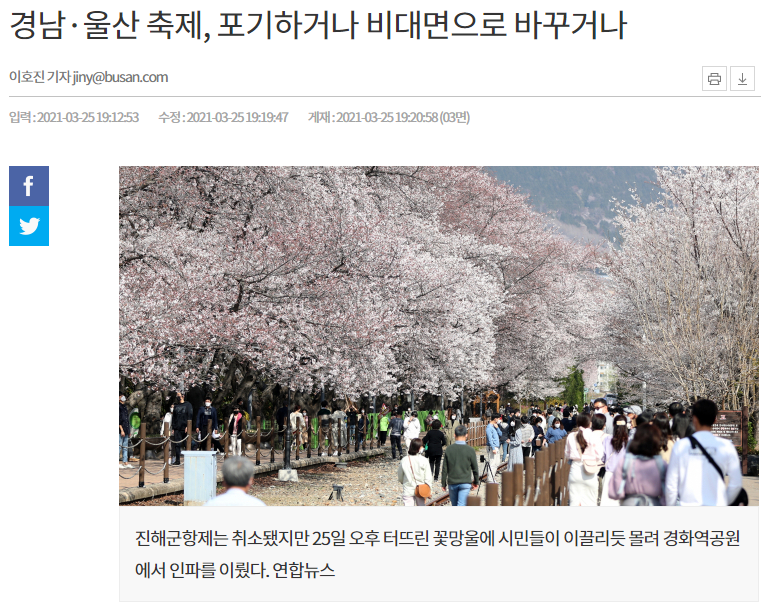 경남·울산 축제, 포기하거나 비대면으로 바꾸거나
이호진 기자 jiny@busan.com
입력 : 2021-03-25 19:12:53 수정 : 2021-03-25 19:19:47 게재 : 2021-03-25 19:20:58 (03면)
진해군항제는 취소됐지만 25일 오후 터뜨린 꽃망울에 시민들이 이끌리듯 몰려 경화역공원
에서 인파를 이뤘다. 연합뉴스